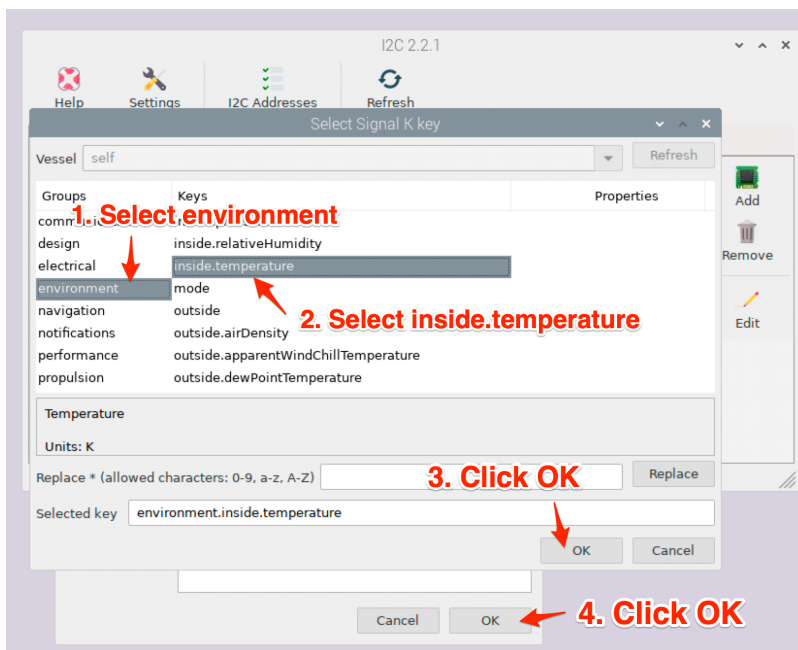 I2C 2.2.1
Help Settings I2C Addresses Refresh
Select Signal K key
Vessel self Refresh
Groups Keys Properties
1. Select environment
design inside.relativeHumidity
electrical inside.temperature
environment mode
navigation outside
2. Select inside.temperature
notifications outside.airDensity
performance outside.apparentWindChillTemperature
propulsion outside.dewPointTemperature
Add
Remove
Edit
Temperature
Units: K
Replace * (allowed characters: 0-9, a-z, A-Z) Replace
3. Click OK
Selected key environment.inside.temperature
OK Cancel
Cancel OK
4. Click OK